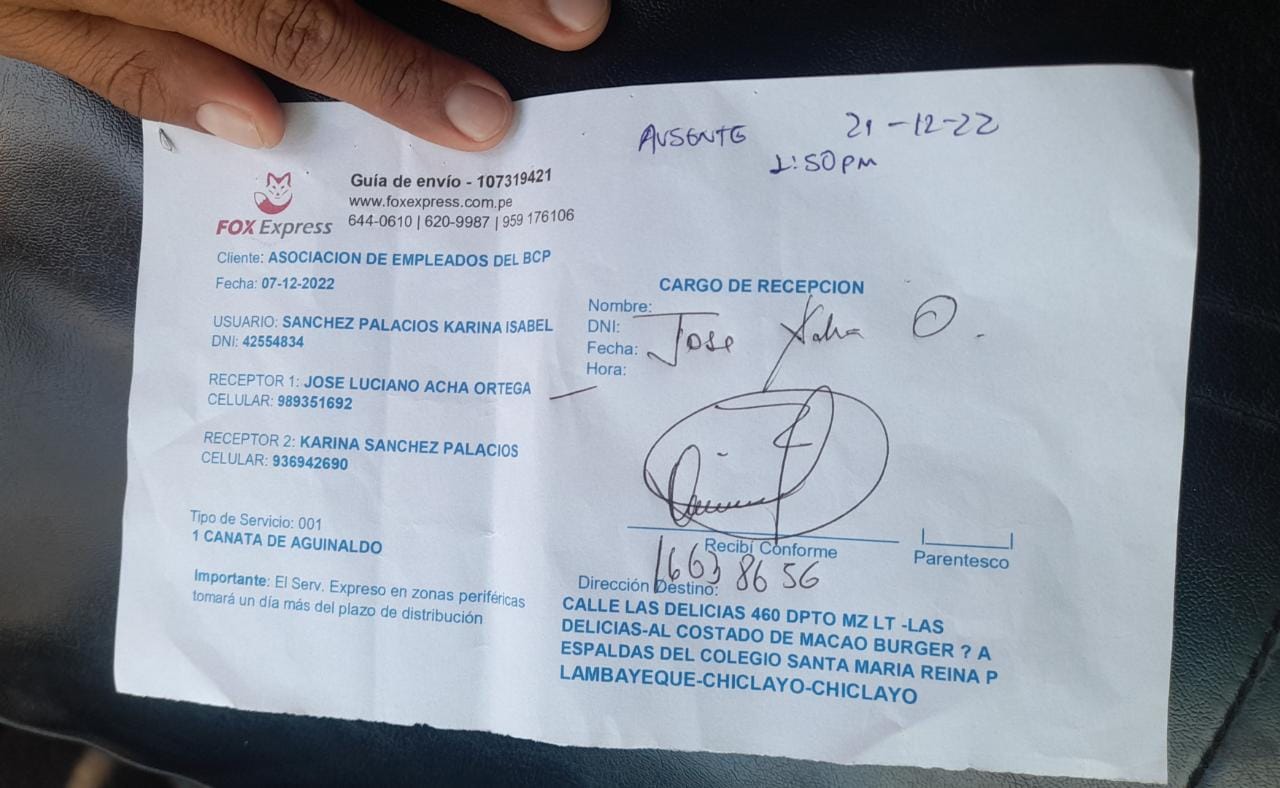 AUSENTE 21-12-22
1:50PM
FOX Express
Guía de envío - 107319421
www.foxexpress.com.pe
644-0610 | 620-9987 | 959 176106
Cliente: ASOCIACION DE EMPLEADOS DEL BCP
Fecha: 07-12-2022
USUARIO: SANCHEZ PALACIOS KARINA ISABEL
DNI: 42554834
RECEPTOR 1: JOSE LUCIANO ACHA ORTEGA
CELULAR: 989351692
RECEPTOR 2: KARINA SANCHEZ PALACIOS
CELULAR: 936942690
Tipo de Servicio: 001
1 CANATA DE AGUINALDO
Importante: El Serv. Expreso en zonas periféricas
tomará un día más del plazo de distribución
CARGO DE RECEPCION
Nombre:
DNI:
Fecha:
Hora:
Jose Acha O.
Recibí Conforme
Parentesco
16638656
Dirección Destino:
CALLE LAS DELICIAS 460 DPTO MZ LT -LAS
DELICIAS-AL COSTADO DE MACAO BURGER ? A
ESPALDAS DEL COLEGIO SANTA MARIA REINA P
LAMBAYEQUE-CHICLAYO-CHICLAYO